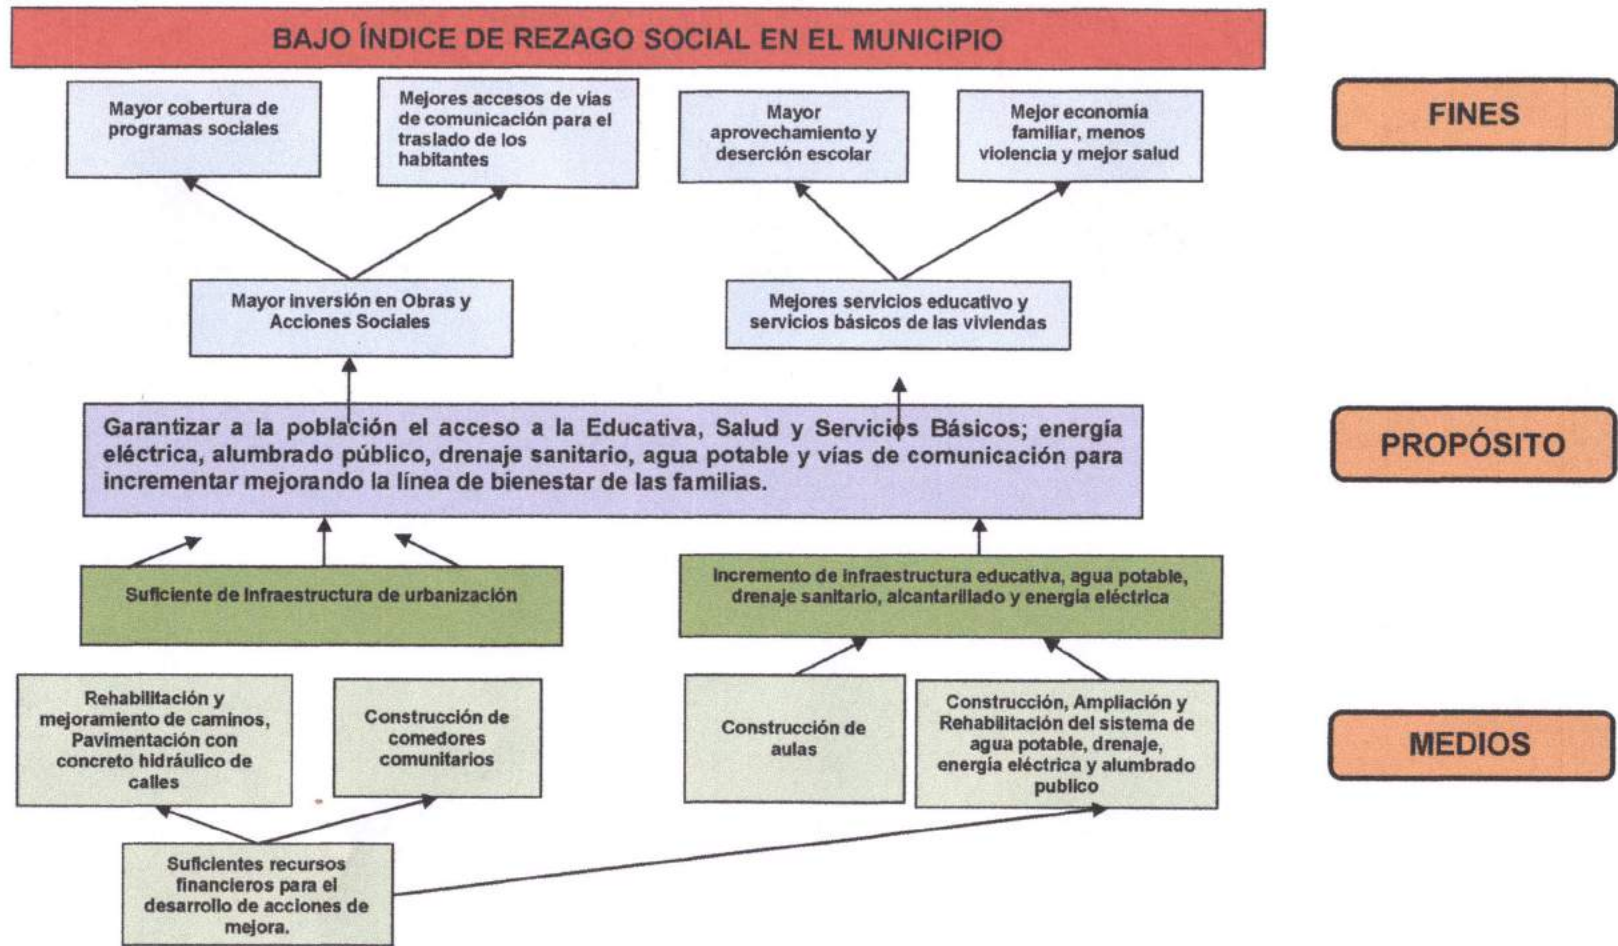 BAJO ÍNDICE DE REZAGO SOCIAL EN EL MUNICIPIO
Mayor cobertura de
programas sociales
Mejores accesos de vías
de comunicación para el
traslado de los
habitantes
Mayor
aprovechamiento y
deserción escolar
Mejor economía
familiar, menos
violencia y mejor salud
FINES
Mayor inversión en Obras y
Acciones Sociales
Mejores servicios educativo y
servicios básicos de las viviendas
Garantizar a la población el acceso a la Educativa, Salud y Servicios Básicos; energía
eléctrica, alumbrado público, drenaje sanitario, agua potable y vías de comunicación para
incrementar mejorando la línea de bienestar de las familias.
PROPÓSITO
Suficiente de Infraestructura de urbanización
Incremento de infraestructura educativa, agua potable,
drenaje sanitario, alcantarillado y energía eléctrica
Rehabilitación y
mejoramiento de caminos,
Pavimentación con
concreto hidráulico de
calles
Construcción de
comedores
comunitarios
Construcción de
aulas
Construcción, Ampliación y
Rehabilitación del sistema de
agua potable, drenaje,
energía eléctrica y alumbrado
publico
MEDIOS
Suficientes recursos
financieros para el
desarrollo de acciones de
mejora.